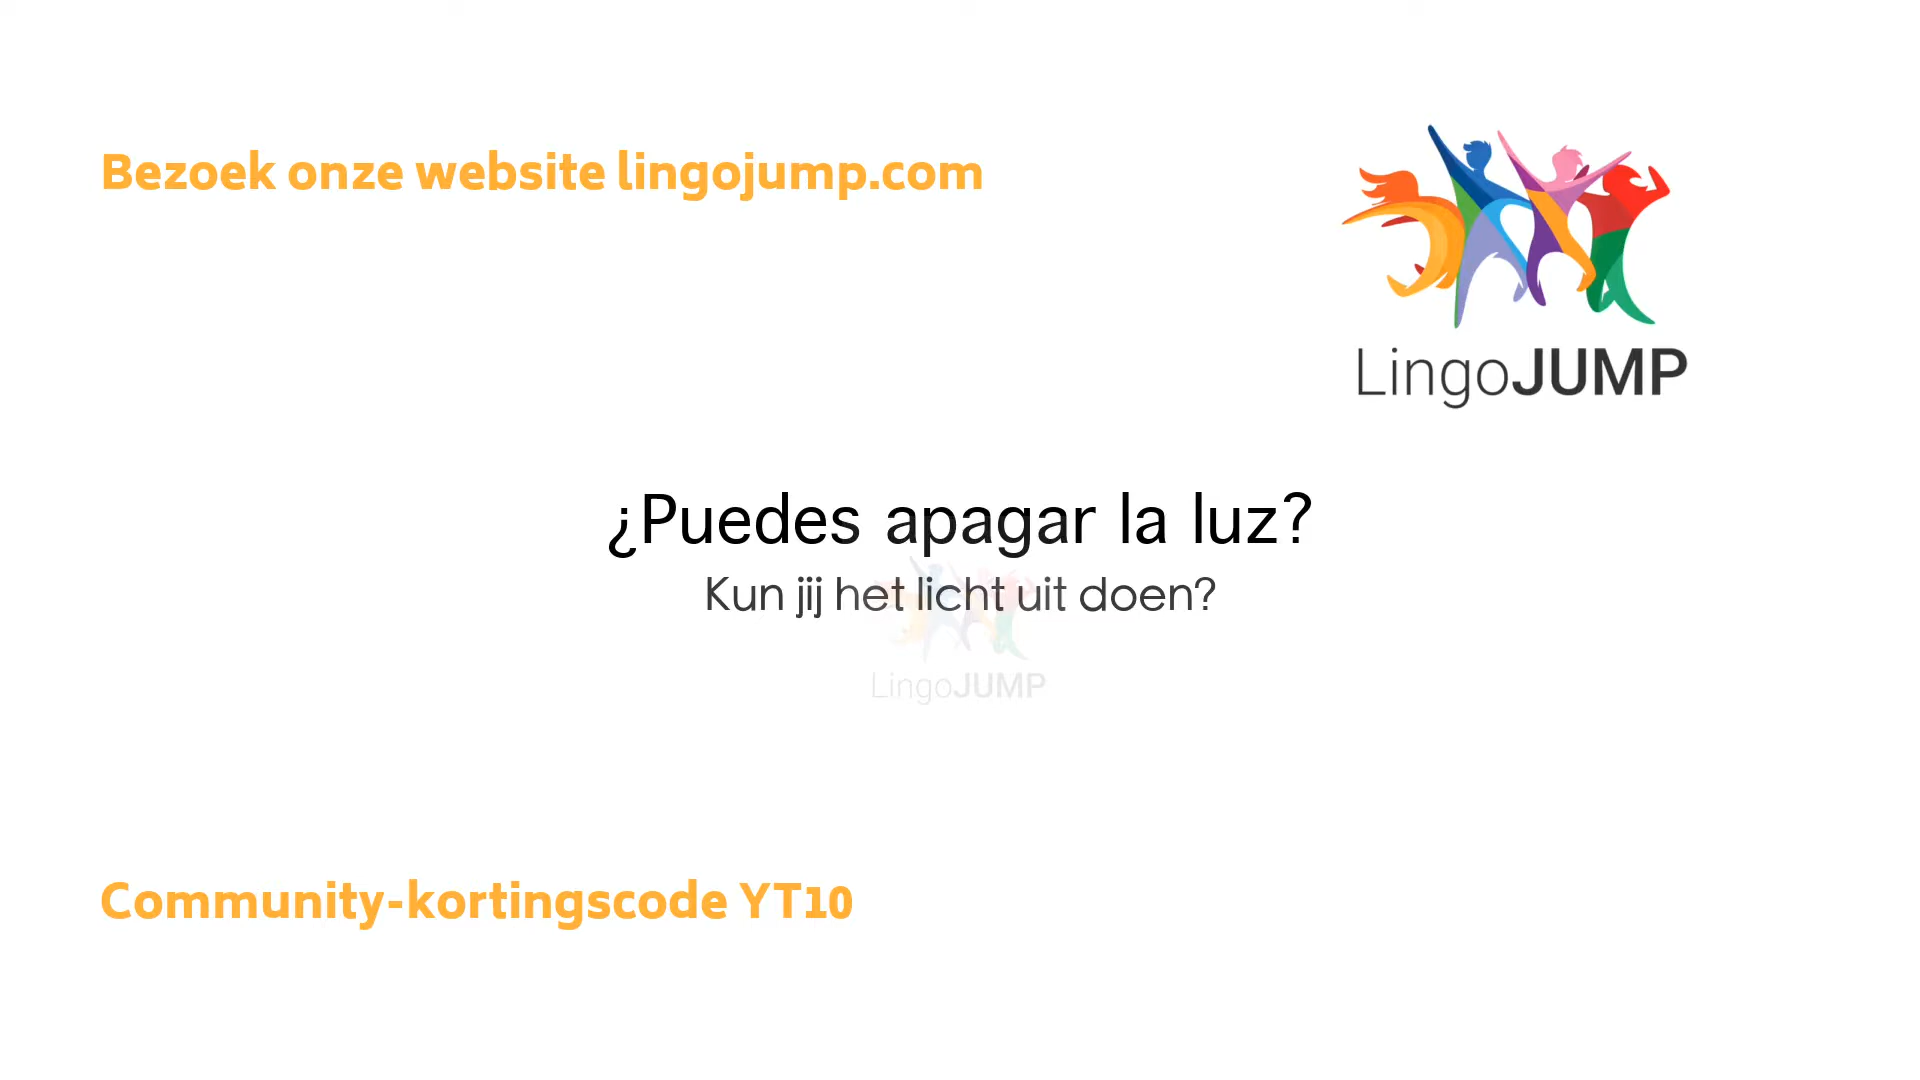 Bezoek onze website lingojump.com
LingoJUMP
¿Puedes apagar la luz?
Kun jij het licht uit doen?
LingoJUMP
Community-kortingscode YT10